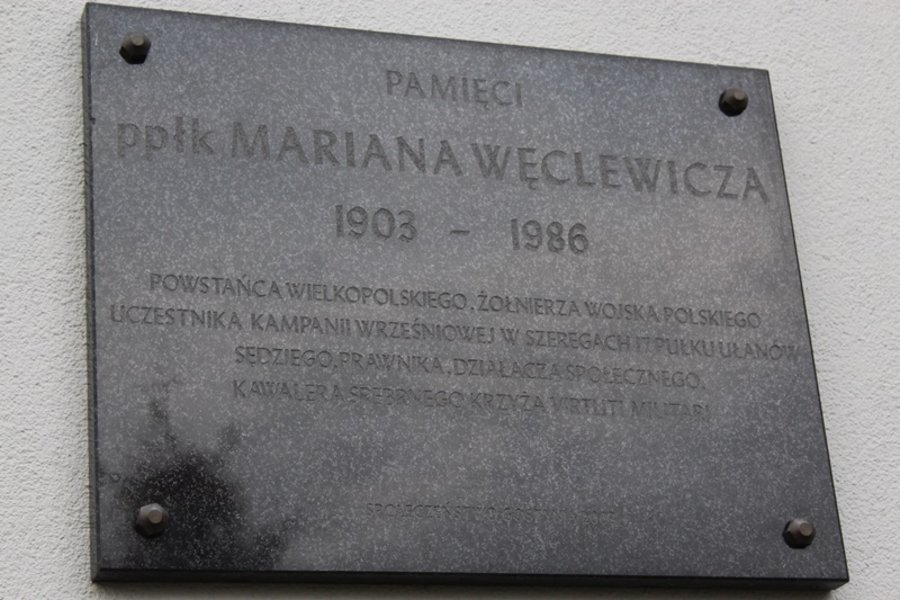 PAMIĘCI
ppłk MARIANA WĘCLEWICZA
1903 - 1986
POWSTAŃCA WIELKOPOLSKIEGO, ŻOŁNIERZA WOJSKA POLSKIEGO
UCZESTNIKA KAMPANII WRZEŚNIOWEJ W SZEREGACH 17 PUŁKU UŁANÓW
SĘDZIEGO, PRAWNIKA, DZIAŁACZA SPOŁECZNEGO,
KAWALERA SREBRNEGO KRZYŻA VIRTUTI MILITARI
SPOŁECZEŃSTWO